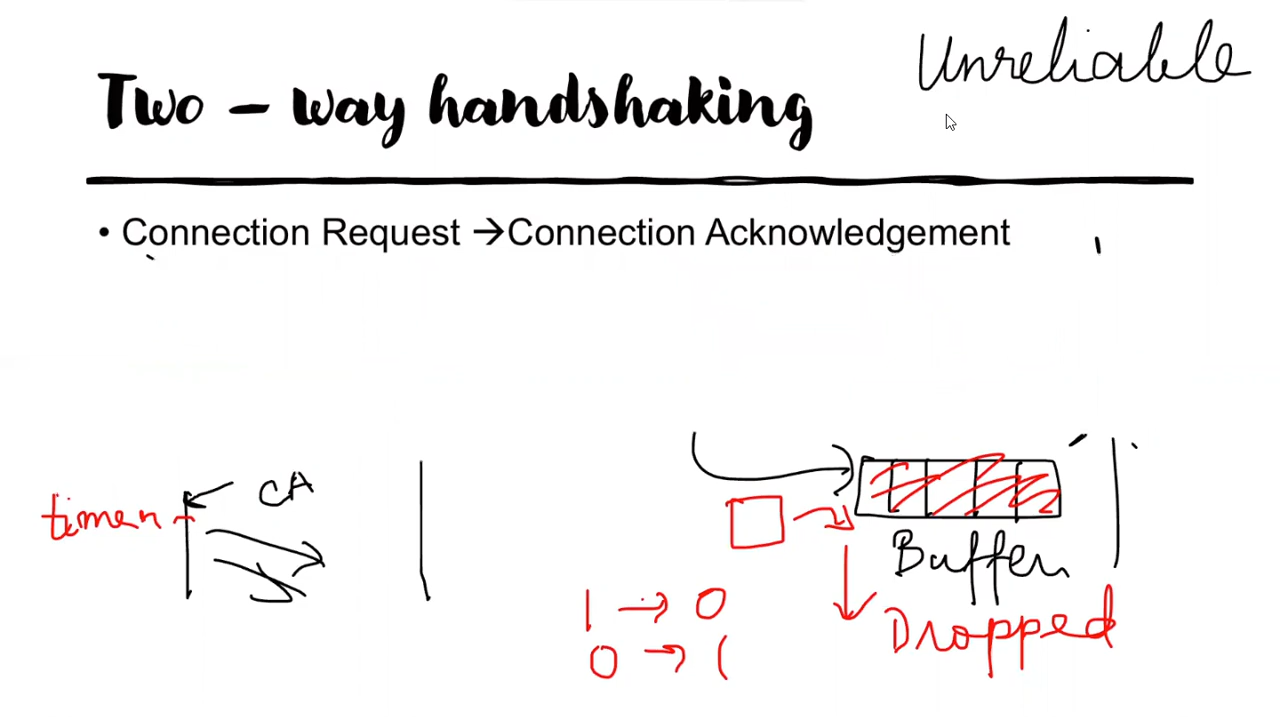 Unreliable
Two – way handshaking
• Connection Request →Connection Acknowledgement
CA
timer
Buffer
Dropped
1 → 0
0 → 1